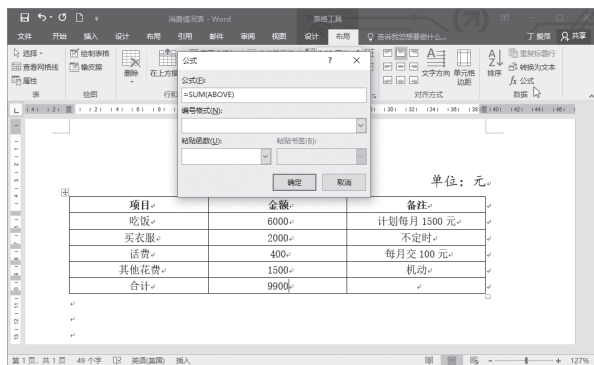 消费情况表 - Word
表格工具
文件 开始 插入 设计 布局 引用 邮件 审阅 视图 设计 布局 告诉我您想要做什么... 丁爱萍 共享
选择
查看网格线
属性
表
绘制表格
橡皮擦
绘图
删除
在上方插
行和
文字方向 单元格
边距
对齐方式
排序
重复标题行
转换为文本
fx 公式
数据
公式 ? ×
公式(F):
=SUM(ABOVE)
编号格式(N):
粘贴函数(U): 粘贴书签(B):
确定 取消
单位：元
项目 金额 备注
吃饭 6000 计划每月 1500 元
买衣服 2000 不定时
话费 400 每月交 100 元
其他花费 1500 机动
合计 9900
第 1 页，共 1 页 49 个字 英语(美国) 插入 127%